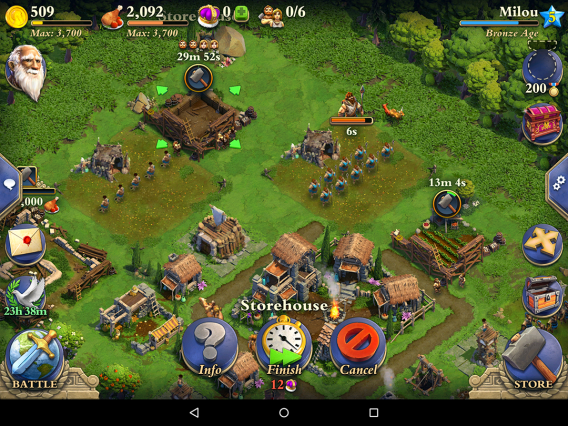 509
Max: 3,700
2,092
Max: 3,700
0
0/6
Milou
5
Bronze Age
29m 52s
200
6s
13m 4s
,000
23h 38m
Storehouse
BATTLE
?
Info
Finish
12
Cancel
STORE